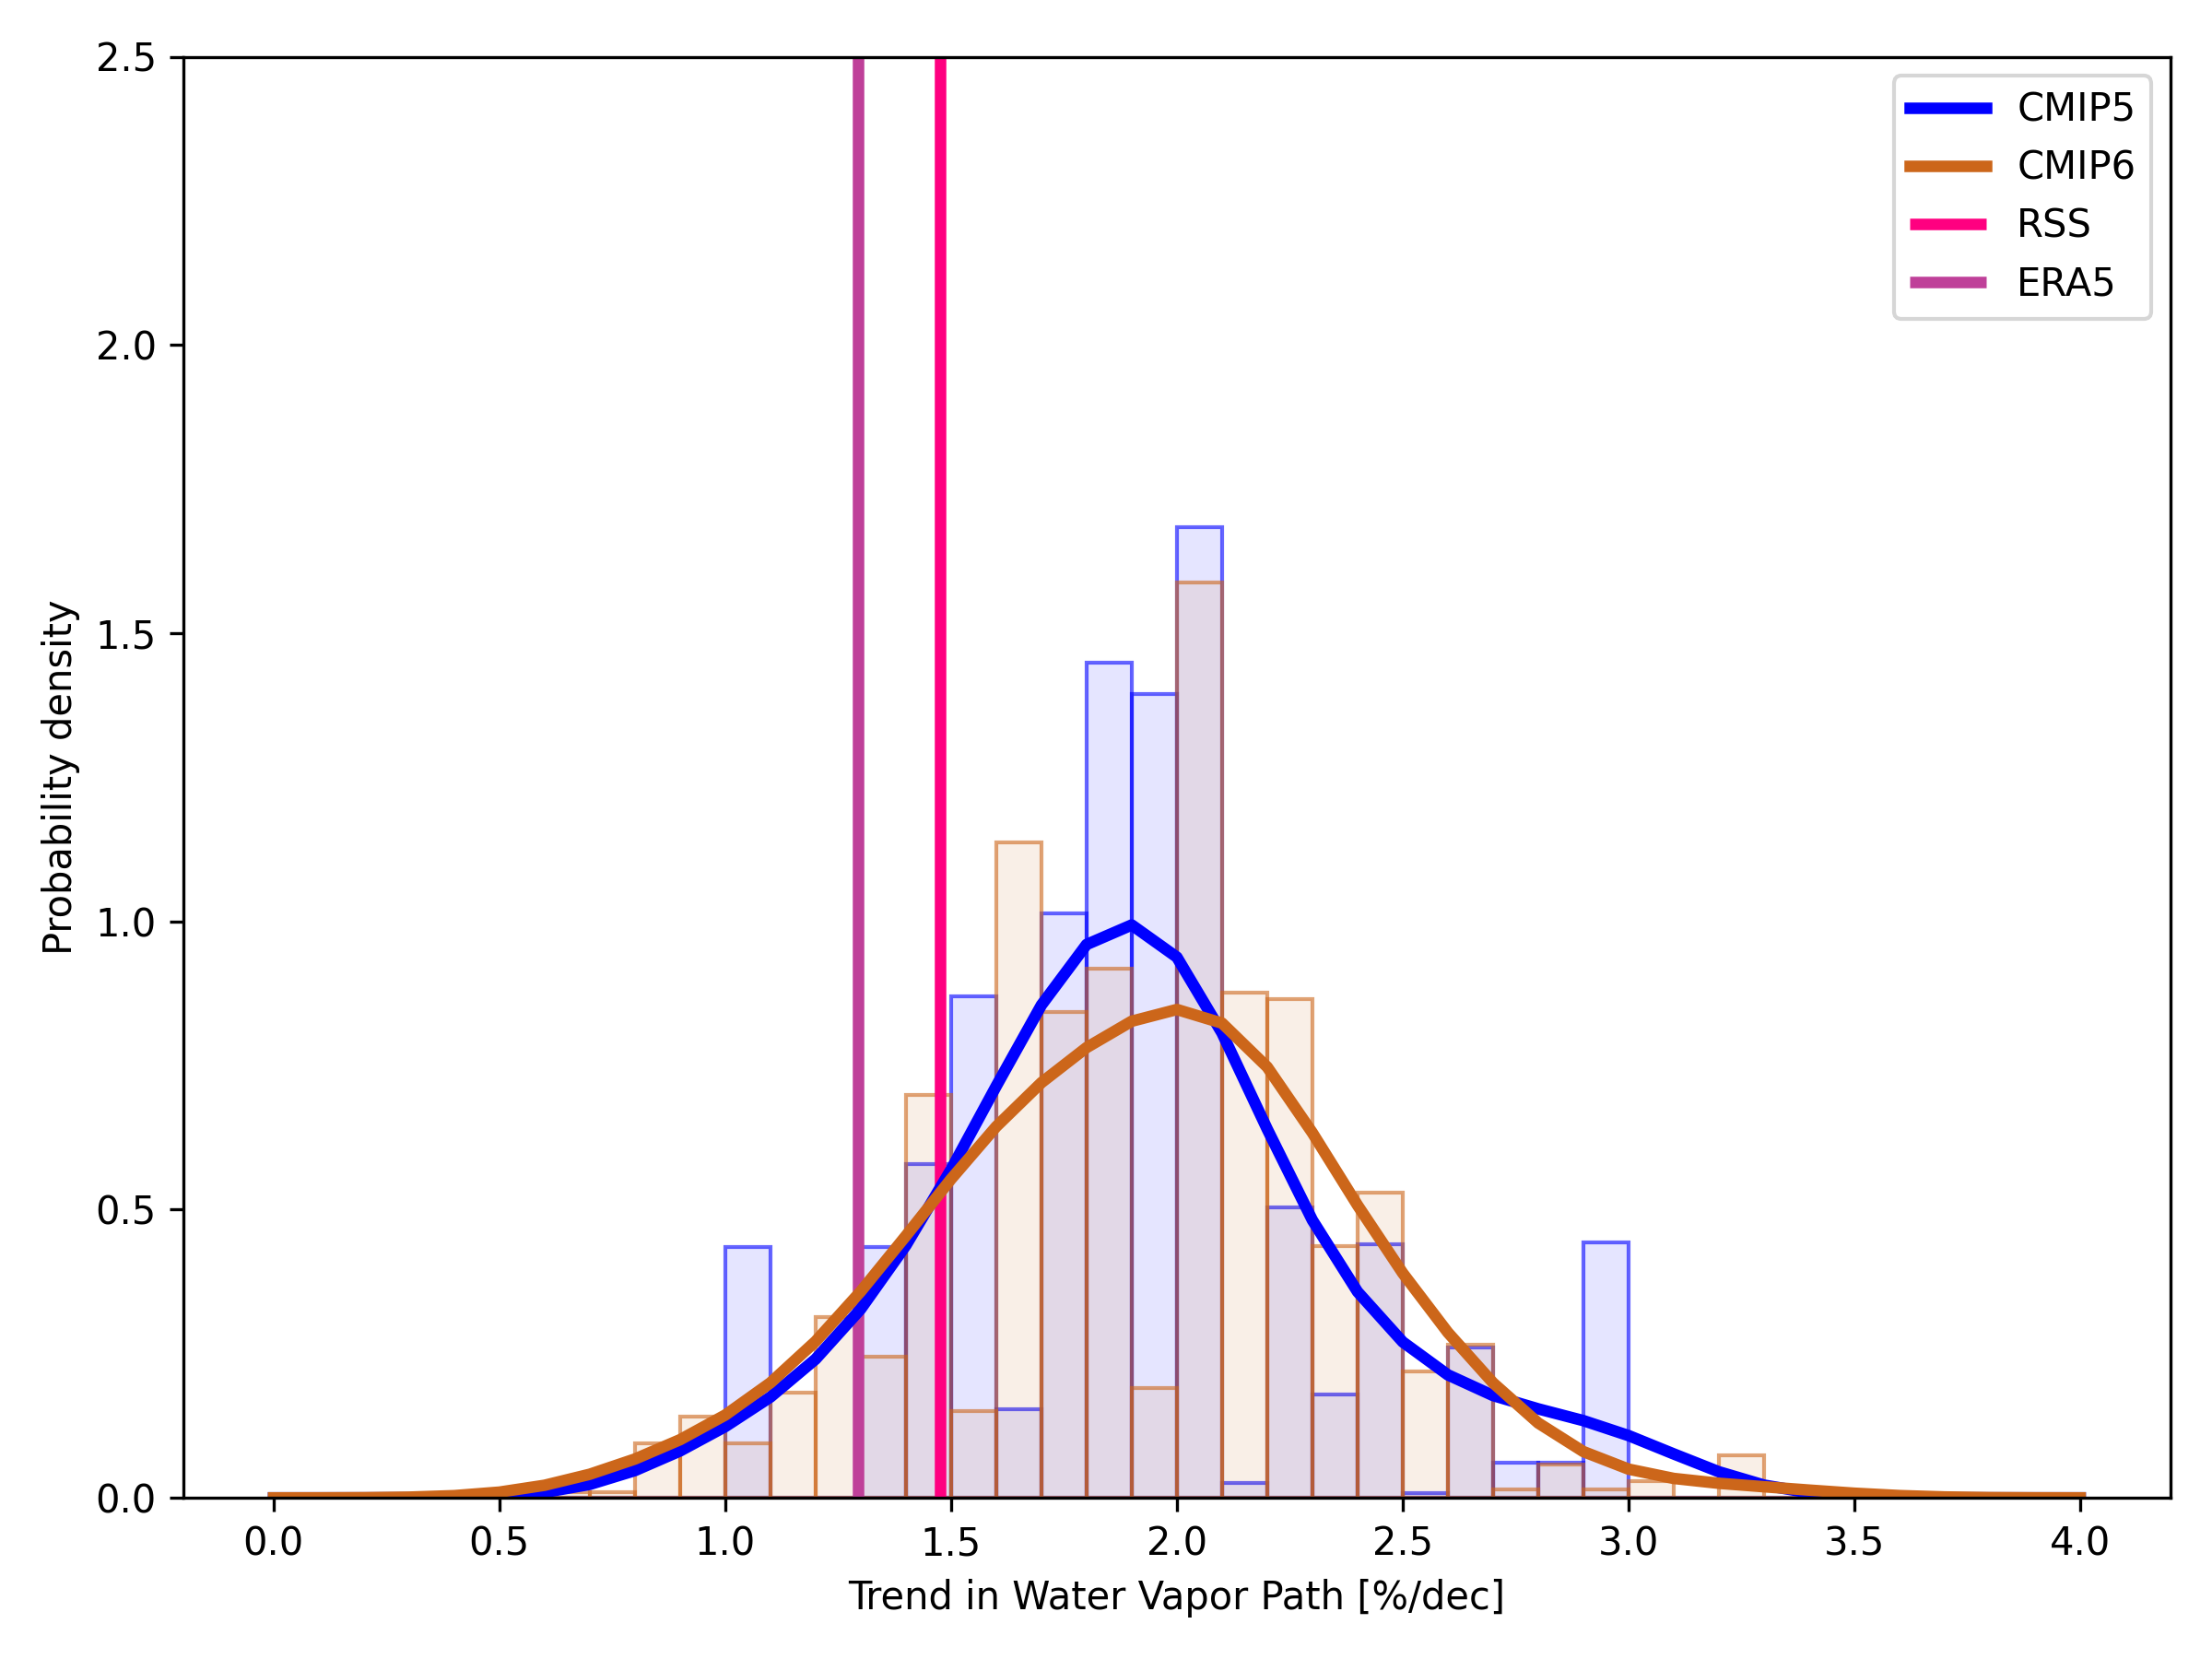 2.5
2.0
1.5
1.0
0.5
0.0
Probability density
CMIP5
CMIP6
RSS
ERA5
0.0 0.5 1.0 1.5 2.0 2.5 3.0 3.5 4.0
Trend in Water Vapor Path [%/dec]